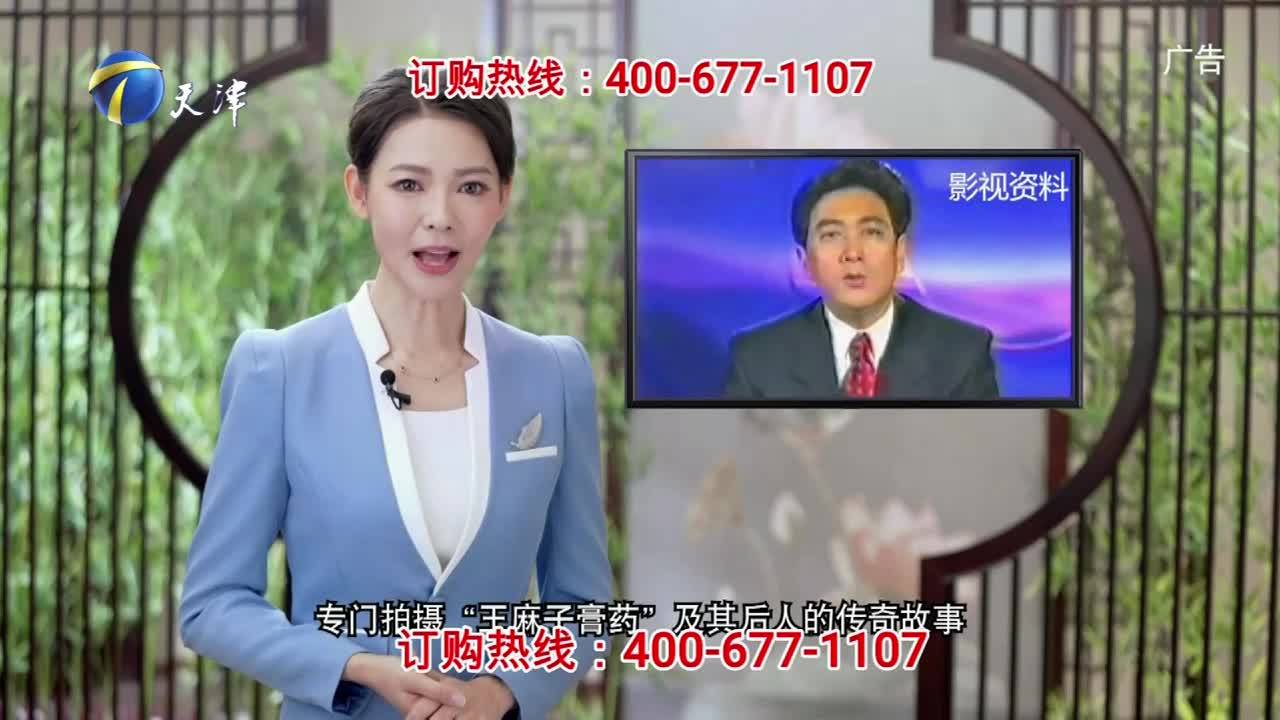 天津
订购热线：400-677-1107
广告
影视资料
专门拍摄“王麻子膏药”及其后人的传奇故事
订购热线：400-677-1107